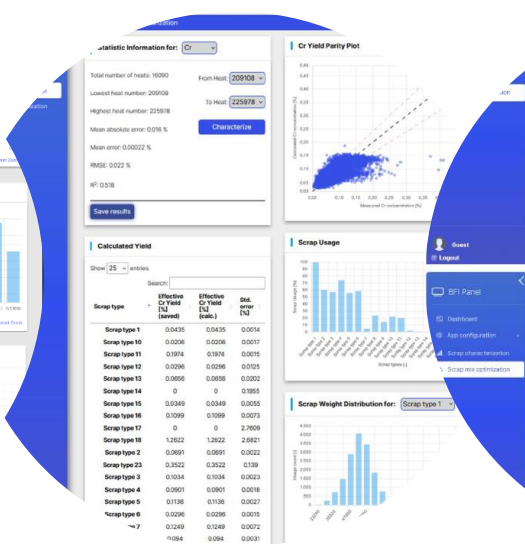 Statistic Information for: Cr
Total number of heats: 16090
From Heat: 209108
Lowest heat number: 209108
To Heat: 225978
Highest heat number: 225978
Mean absolute error: 0.016 %
Characterize
Mean error: 0.00022 %
RMSE: 0.022 %
R²: 0.518
Save results
Calculated Yield
Show 25 entries
Search:
Scrap type Effective Cr Yield [%] (saved) Effective Cr Yield [%] (calc.) Std. error [%]
Scrap type 1 0.0435 0.0435 0.0014
Scrap type 10 0.0206 0.0206 0.0017
Scrap type 11 0.1974 0.1974 0.0015
Scrap type 12 0.0296 0.0296 0.0125
Scrap type 13 0.0656 0.0656 0.0202
Scrap type 14 0 0 0.1955
Scrap type 15 0.0349 0.0349 0.0055
Scrap type 16 0.1099 0.1099 0.0073
Scrap type 17 0 0 2.7609
Scrap type 18 1.2622 1.2622 2.6821
Scrap type 2 0.0691 0.0691 0.0022
Scrap type 23 0.3522 0.3522 0.139
Scrap type 3 0.1034 0.1034 0.0023
Scrap type 4 0.0901 0.0901 0.0018
Scrap type 5 0.1136 0.1136 0.0027
Scrap type 6 0.0296 0.0296 0.0015
7 0.1249 0.1249 0.0072
0.094 0.094 0.0031
Cr Yield Parity Plot
Measured Cr-concentration [%]
Scrap Usage
Scrap Usage [%]
Scrap types [-]
Scrap Weight Distribution for: Scrap type 1
Guest
Logout
BFI Panel
Dashboard
App configuration
Scrap characterization
Scrap mix optimization